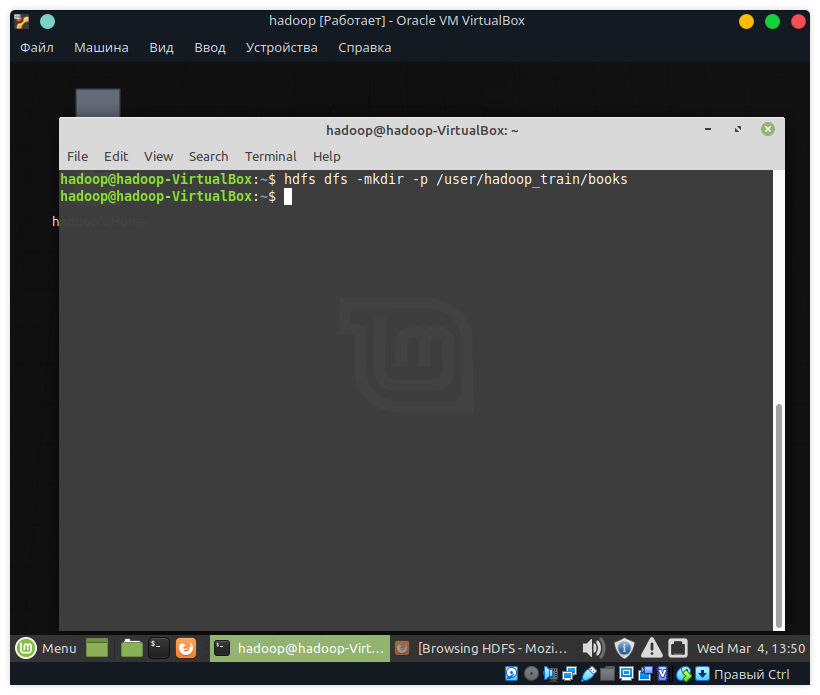 hadoop [Работает] - Oracle VM VirtualBox
Файл Машина Вид Ввод Устройства Справка
hadoop@hadoop-VirtualBox: ~
File Edit View Search Terminal Help
hadoop@hadoop-VirtualBox:~$ hdfs dfs -mkdir -p /user/hadoop_train/books
hadoop@hadoop-VirtualBox:~$
hadoop's Home
Menu hadoop@hadoop-Virt... [Browsing HDFS - Mozi... Wed Mar 4, 13:50
Правый Ctrl